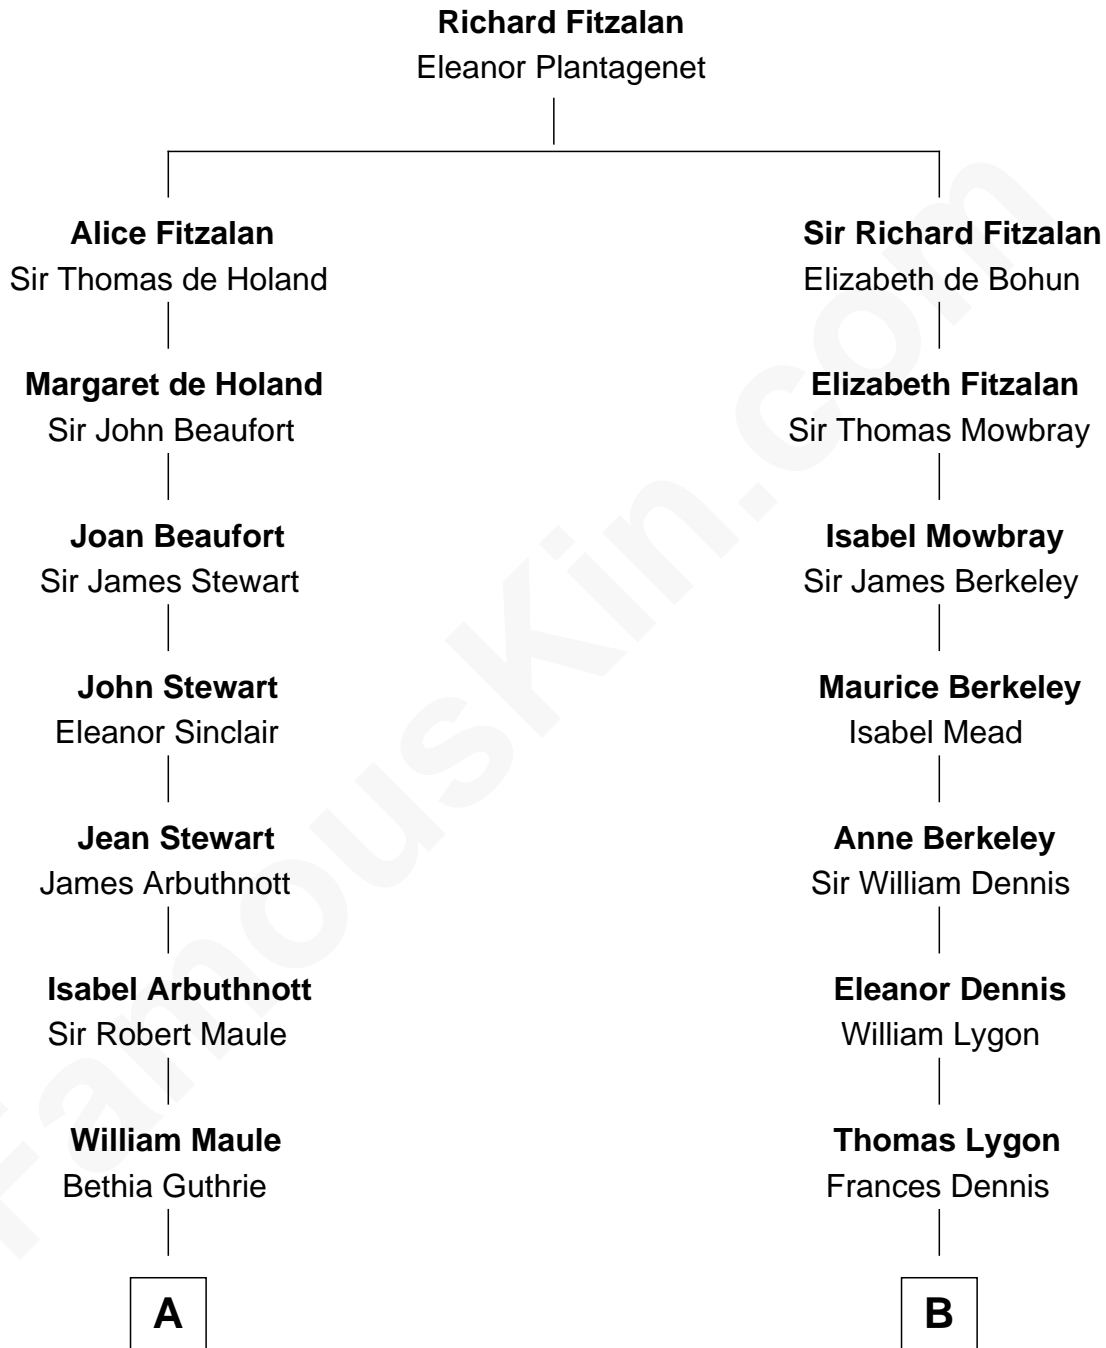 Richard Fitzalan
Eleanor Plantagenet
Alice Fitzalan
Sir Thomas de Holand
Sir Richard Fitzalan
Elizabeth de Bohun
Margaret de Holand
Sir John Beaufort
Elizabeth Fitzalan
Sir Thomas Mowbray
Joan Beaufort
Sir James Stewart
Isabel Mowbray
Sir James Berkeley
John Stewart
Eleanor Sinclair
Maurice Berkeley
Isabel Mead
Jean Stewart
James Arbuthnott
Anne Berkeley
Sir William Dennis
Isabel Arbuthnott
Sir Robert Maule
Eleanor Dennis
William Lygon
William Maule
Bethia Guthrie
Thomas Lygon
Frances Dennis
A
B
FamousKin.com